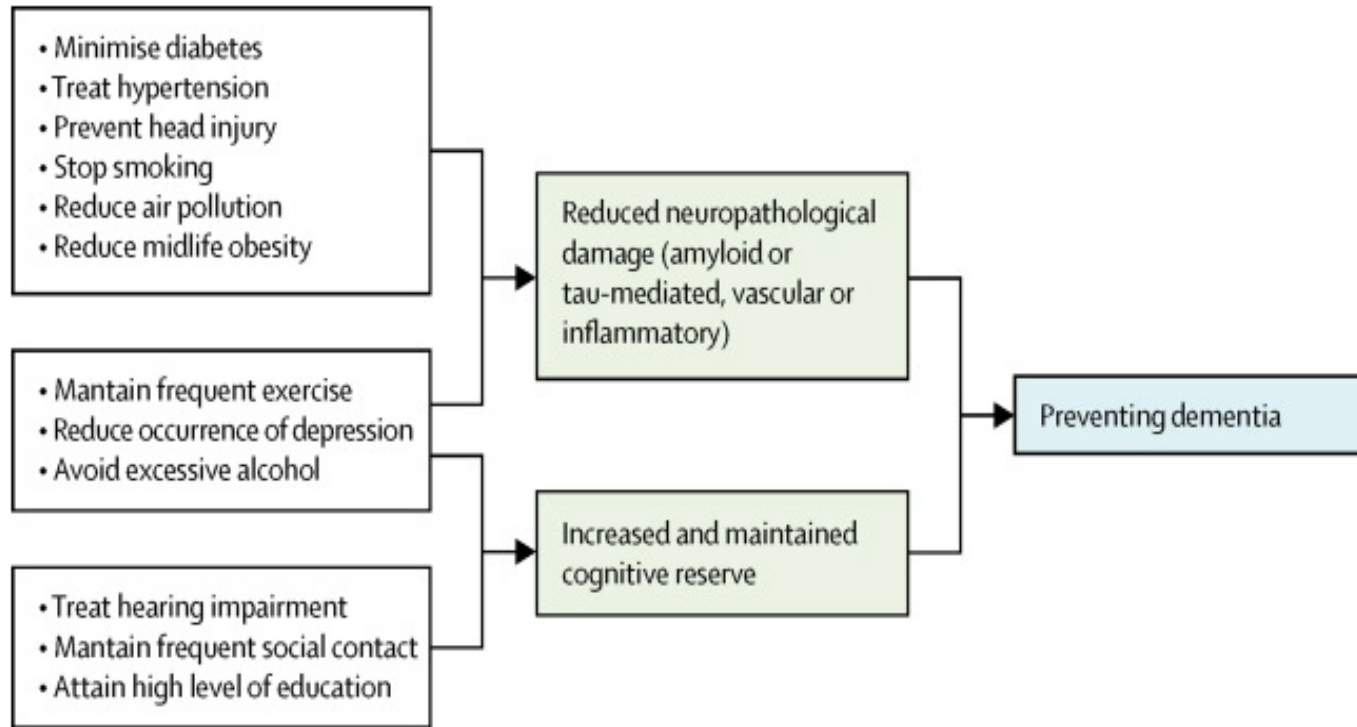 • Minimise diabetes
• Treat hypertension
• Prevent head injury
• Stop smoking
• Reduce air pollution
• Reduce midlife obesity
• Mantain frequent exercise
• Reduce occurrence of depression
• Avoid excessive alcohol
• Treat hearing impairment
• Mantain frequent social contact
• Attain high level of education
Reduced neuropathological
damage (amyloid or
tau-mediated, vascular or
inflammatory)
Increased and maintained
cognitive reserve
Preventing dementia